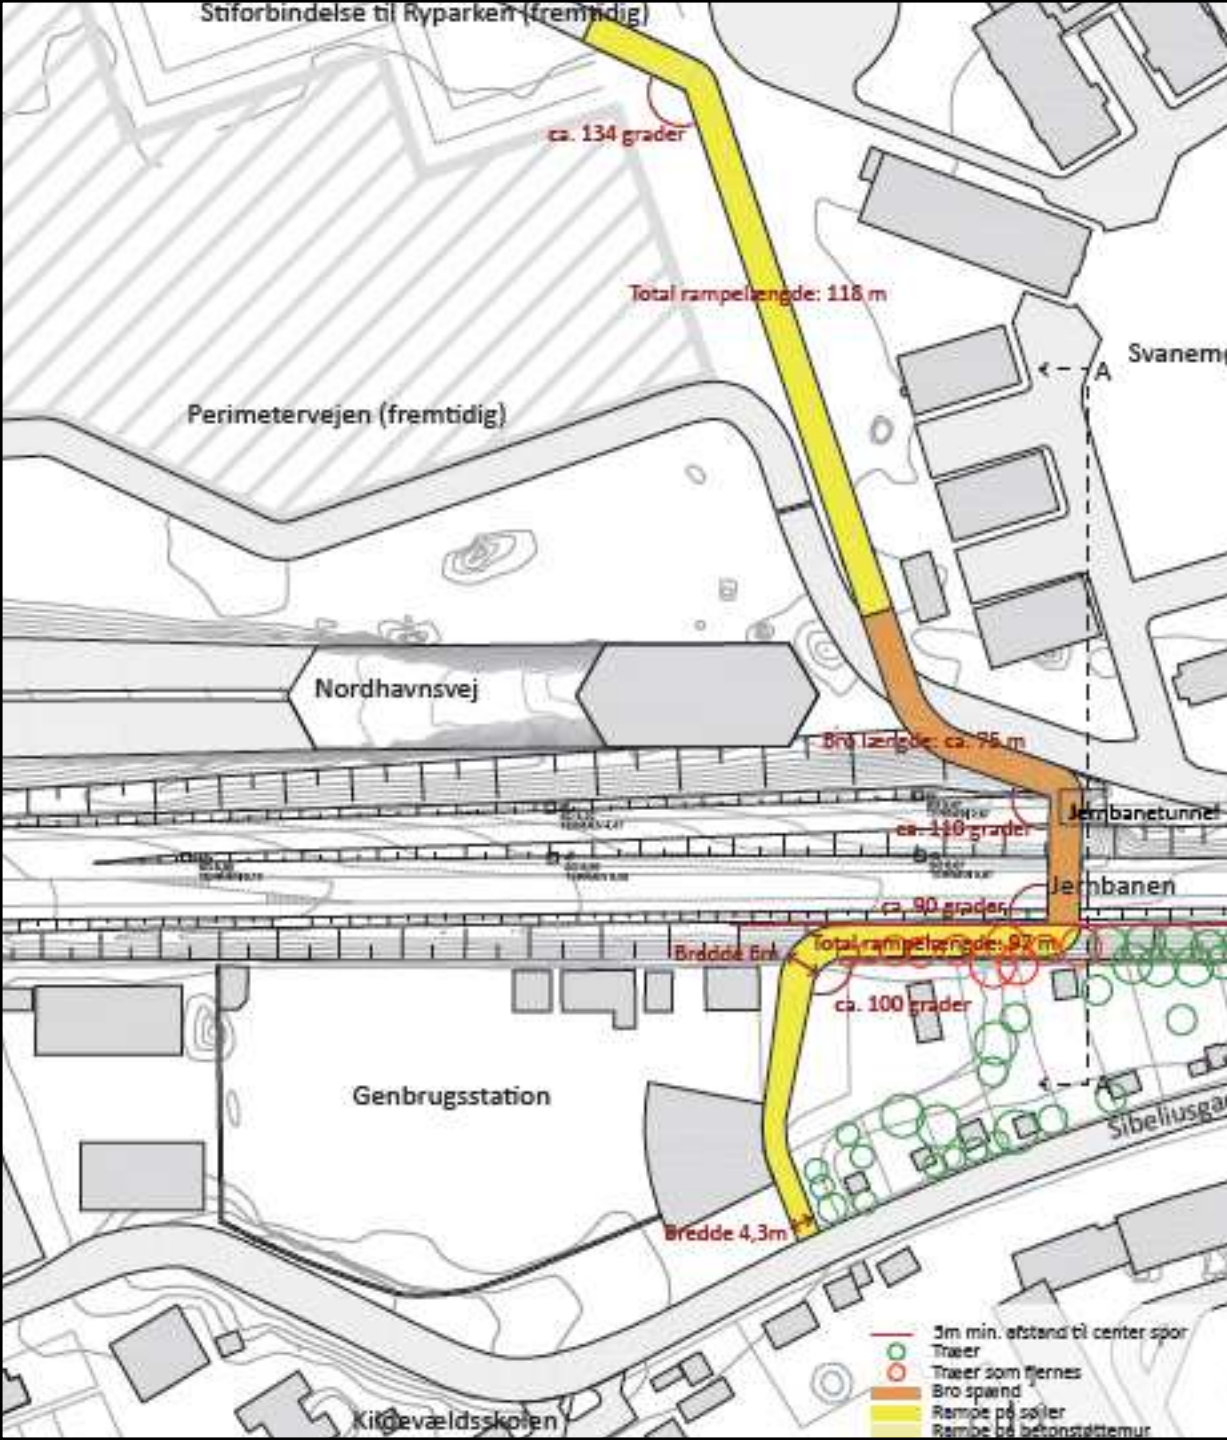 Stiforbindelse til Ryparken (fremtidig)
ca. 134 grader
Total rampelængde: 118 m
Svanem
A
Perimetervejen (fremtidig)
Nordhavnsvej
Bro længde: ca. 75 m
Jernbanetunnel
ca. 110 grader
Jernbanen
ca. 90 grader
Total rampelængde: 97 m
Bredde 6m
ca. 100 grader
Genbrugsstation
Sibeliusga
Bredde 4,3m
3m min. afstand til center spor
Træer
Træer som fjernes
Bro spænd
Rampe på søjler
Rampe på betonstøttemur
Kildevældsskolen